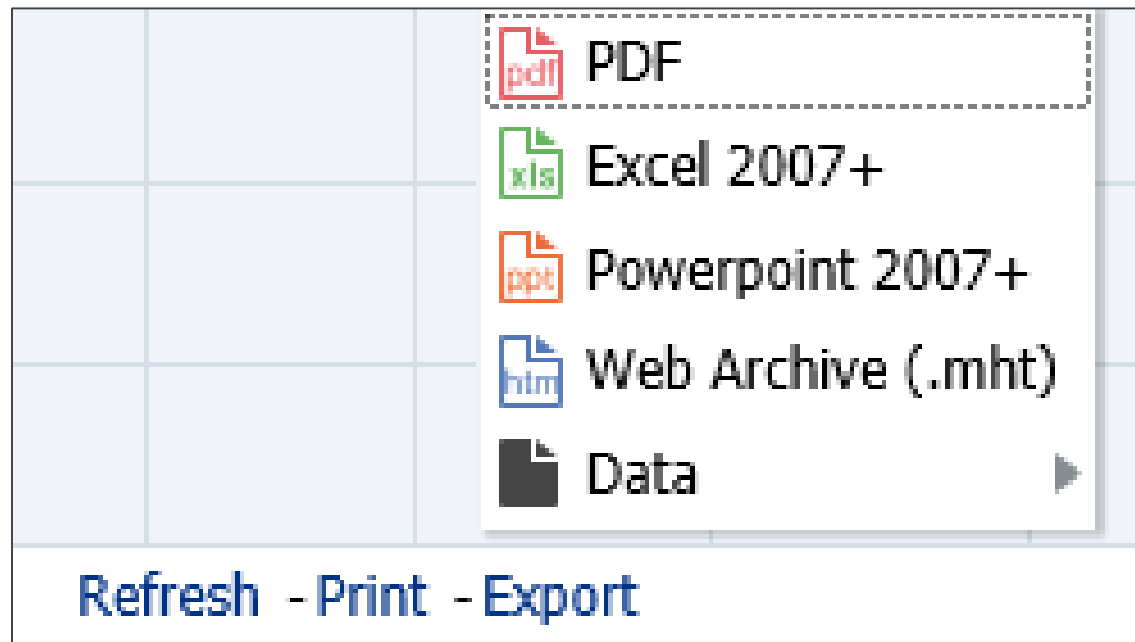 pdf PDF
xls Excel 2007+
ppt Powerpoint 2007+
htm Web Archive (.mht)
Data
Refresh - Print - Export